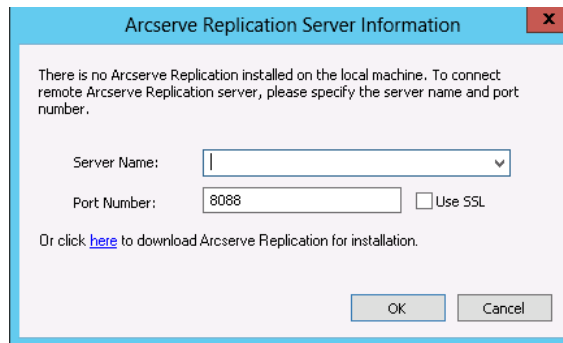 Arcserve Replication Server Information
x
There is no Arcserve Replication installed on the local machine. To connect
remote Arcserve Replication server, please specify the server name and port
number.
Server Name:
Port Number: 8088 Use SSL
Or click here to download Arcserve Replication for installation.
OK Cancel